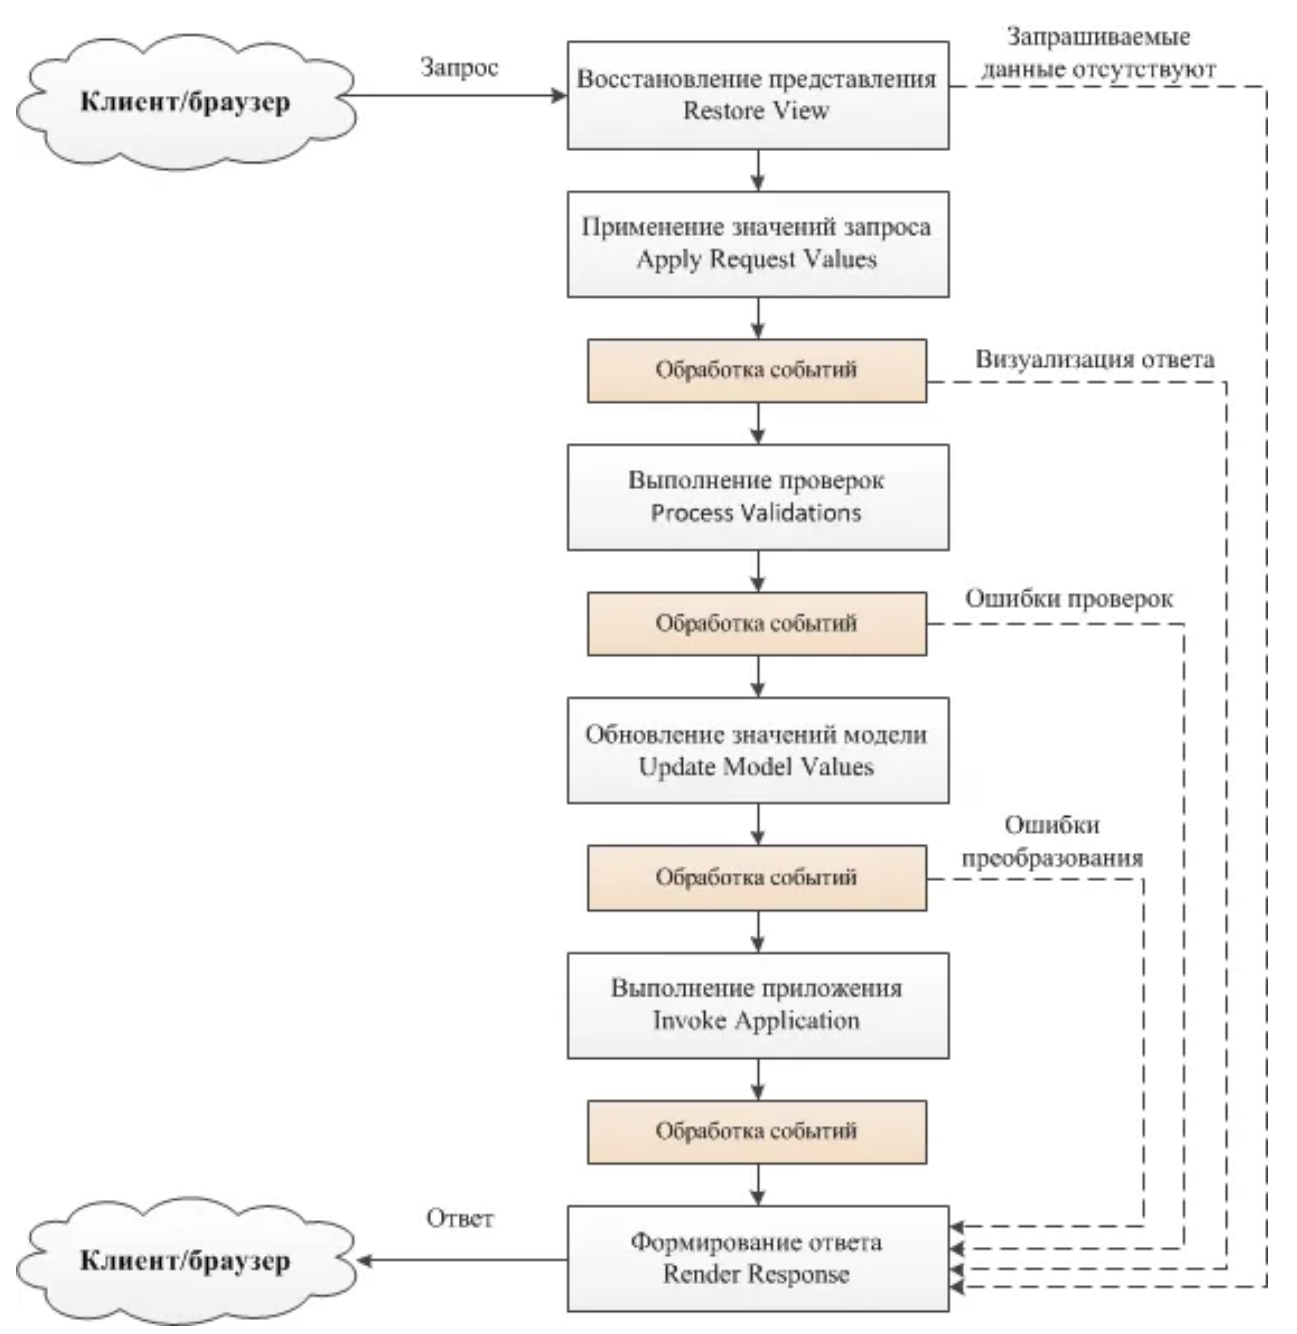 Клиент/браузер
Запрос
Восстановление представления
Restore View
Запрашиваемые
данные отсутствуют
Применение значений запроса
Apply Request Values
Обработка событий
Визуализация ответа
Выполнение проверок
Process Validations
Обработка событий
Ошибки проверок
Обновление значений модели
Update Model Values
Обработка событий
Ошибки
преобразования
Выполнение приложения
Invoke Application
Обработка событий
Формирование ответа
Render Response
Ответ
Клиент/браузер